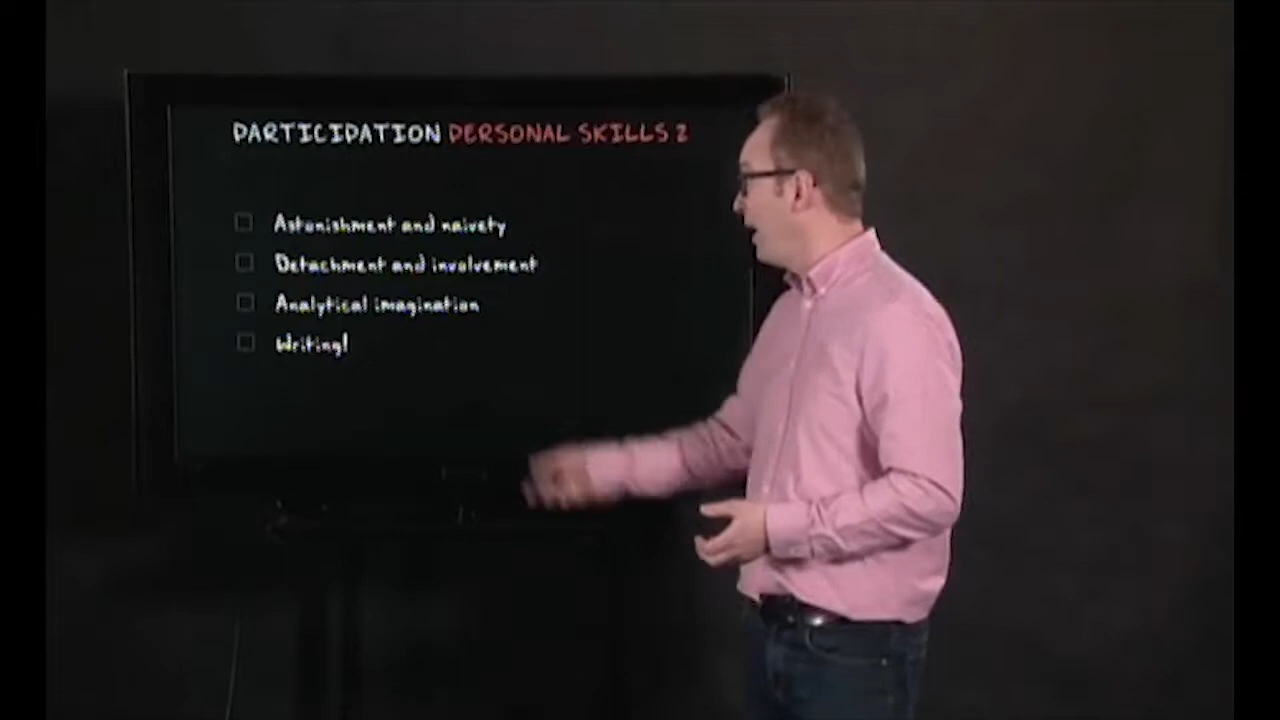 PARTICIPATION PERSONAL SKILLS 2
Astonishment and naivety
Detachment and involvement
Analytical imagination
Writing!